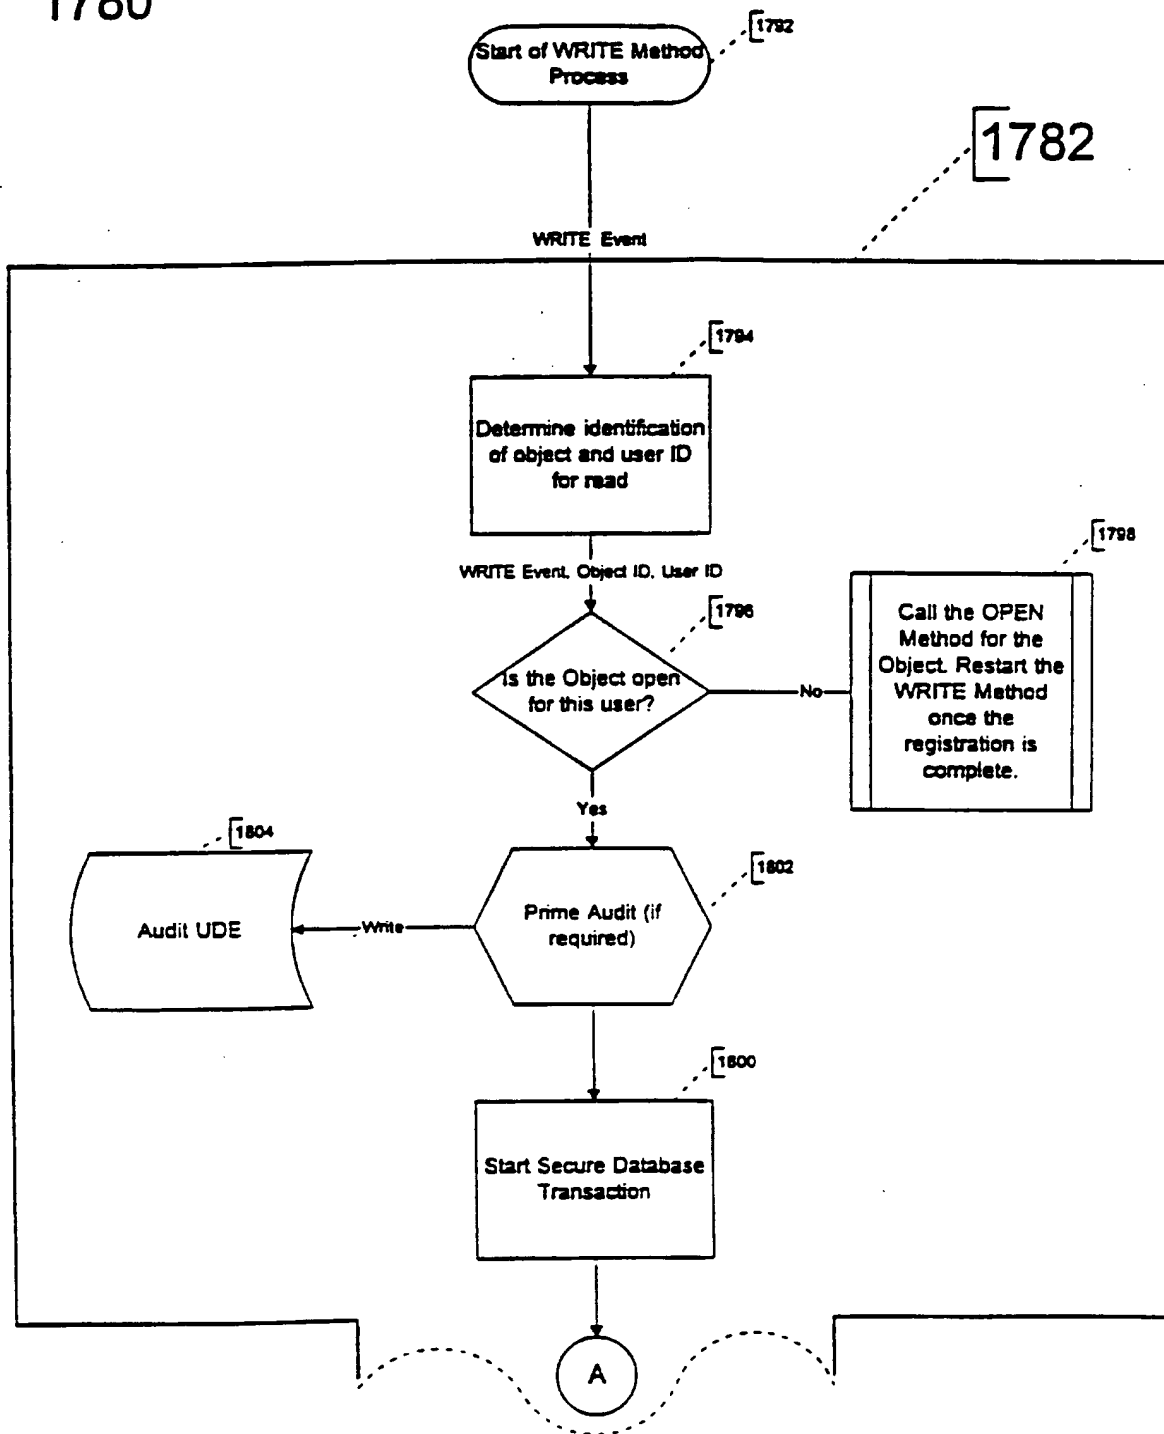 1780
Start of WRITE Method
Process
1792
1782
WRITE Event
1794
Determine identification
of object and user ID
for read
WRITE Event, Object ID, User ID
1796
1798
Is the Object open
for this user?
No
Call the OPEN
Method for the
Object. Restart the
WRITE Method
once the
registration is
complete.
Yes
1804
1802
Audit UDE
Write
Prime Audit (if
required)
1800
Start Secure Database
Transaction
A